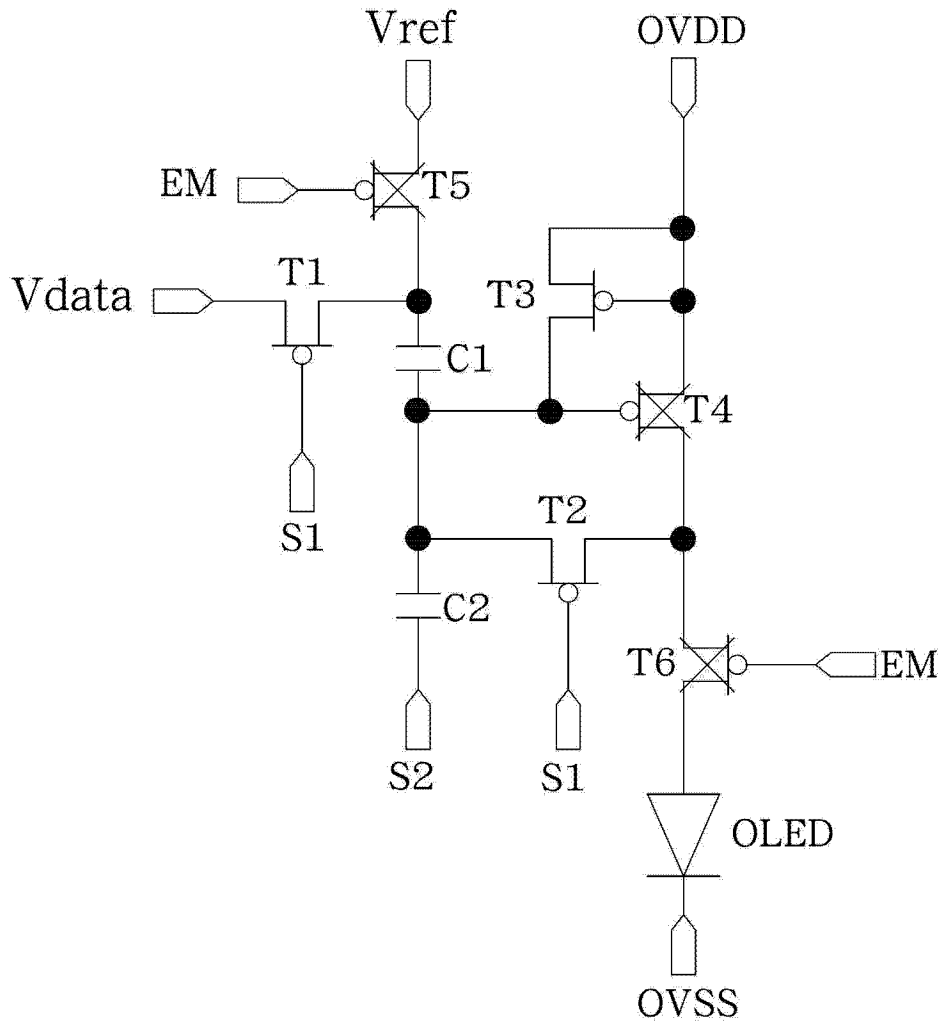 Vref
OVDD
EM
T5
Vdata
T1
T3
C1
T4
S1
T2
C2
T6
EM
S2
S1
OLED
OVSS